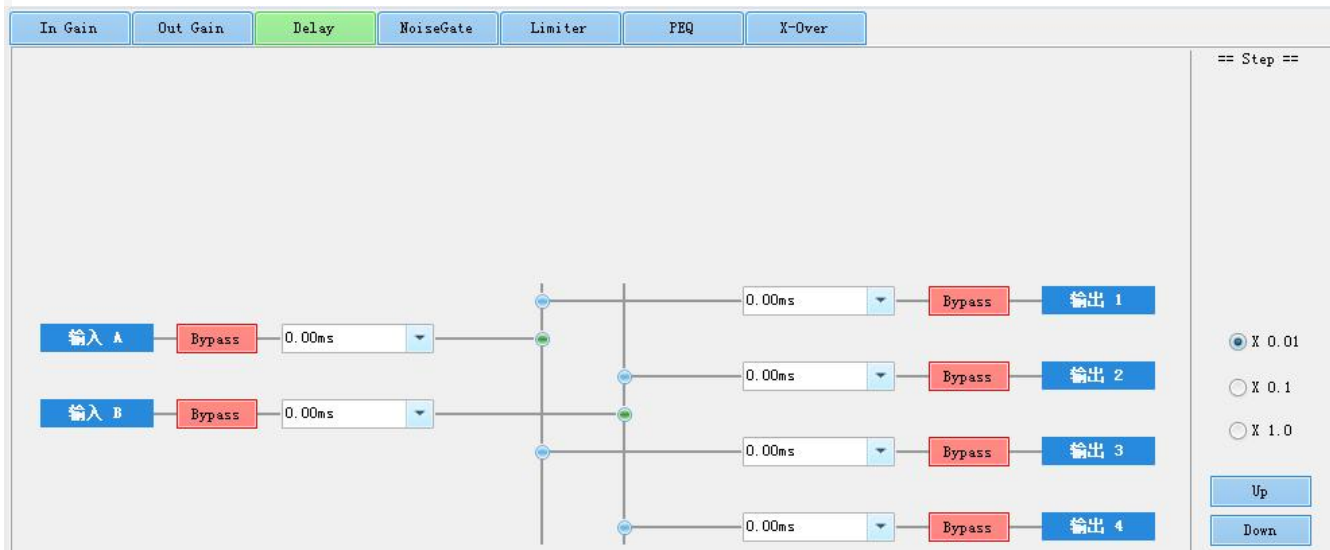 In Gain Out Gain Delay NoiseGate Limiter PEQ X-Over
== Step ==
0.00ms Bypass 输出 1
输入 A Bypass 0.00ms
X 0.01
0.00ms Bypass 输出 2
X 0.1
输入 B Bypass 0.00ms
X 1.0
0.00ms Bypass 输出 3
Up
0.00ms Bypass 输出 4
Down